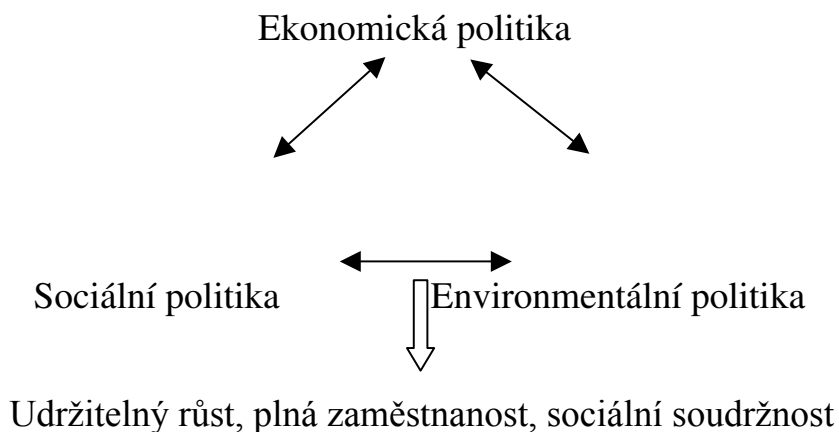 Ekonomická politika
Sociální politika
Environmentální politika
Udržitelný růst, plná zaměstnanost, sociální soudržnost